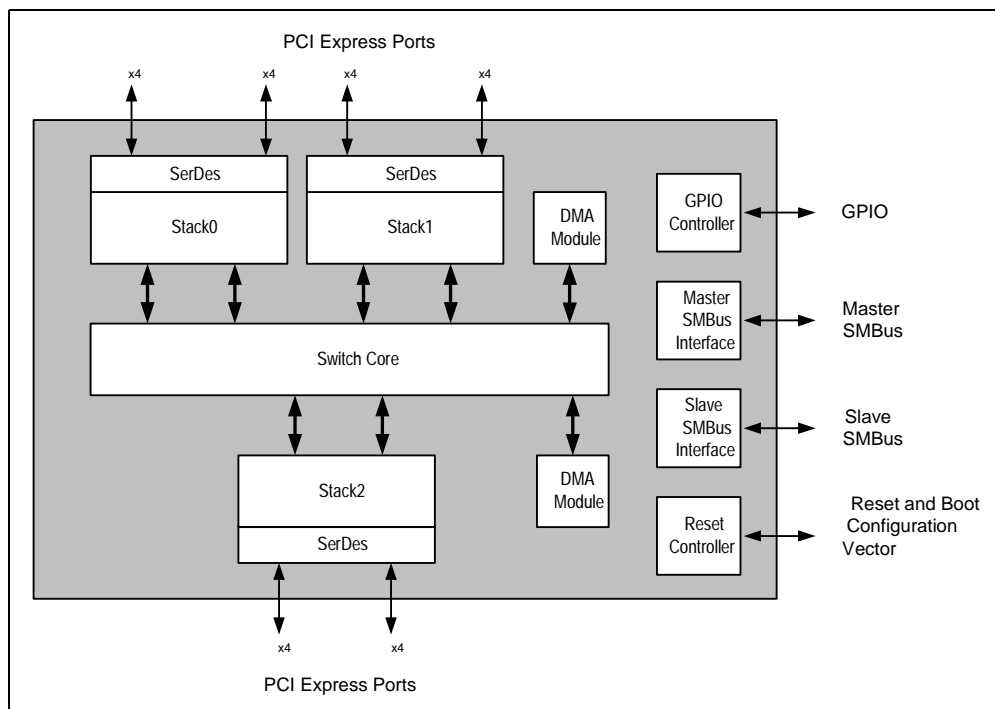 PCI Express Ports
x4
x4
x4
x4
SerDes
SerDes
Stack0
Stack1
DMA
Module
GPIO
Controller
GPIO
Master
SMBus
Interface
Master
SMBus
Switch Core
Slave
SMBus
Interface
Slave
SMBus
Stack2
SerDes
DMA
Module
Reset
Controller
Reset and Boot
Configuration
Vector
x4
x4
PCI Express Ports